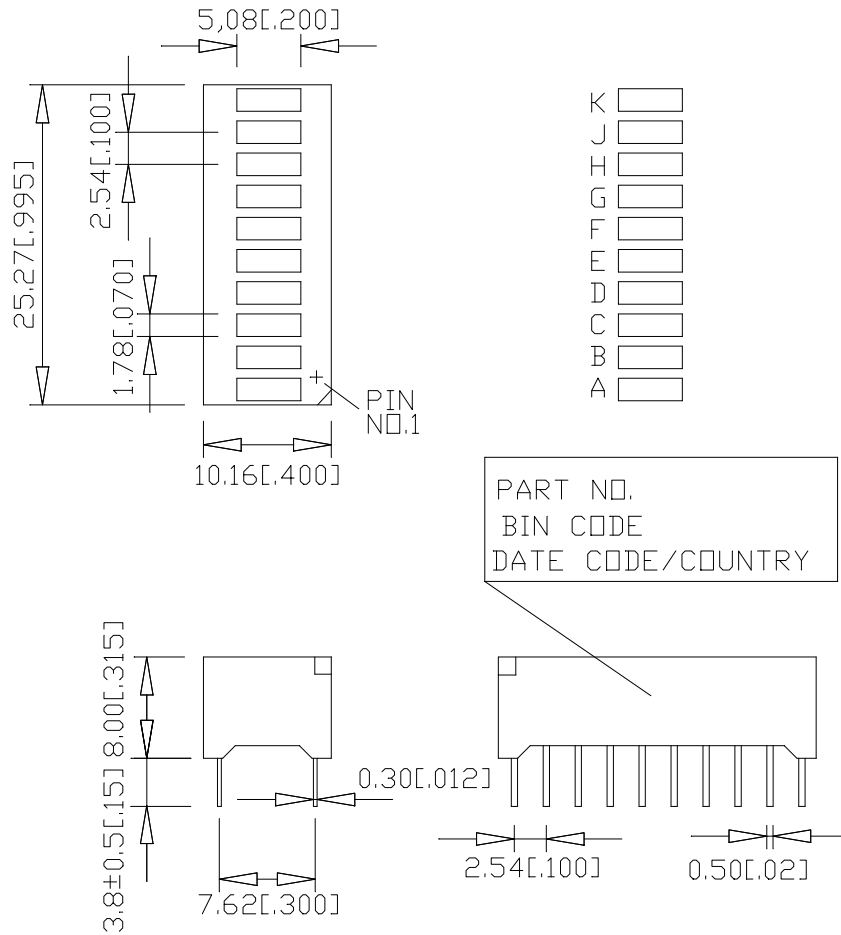 5,08[.200]
25.27[.995]
2.54[.100]
1.78[.070]
PIN
NO.1
10.16[.400]
K
J
H
G
F
E
D
C
B
A
PART NO.
BIN CODE
DATE CODE/COUNTRY
8.00[.315]
3.8±0.5[.15]
0.30[.012]
7.62[.300]
2.54[.100]
0.50[.02]